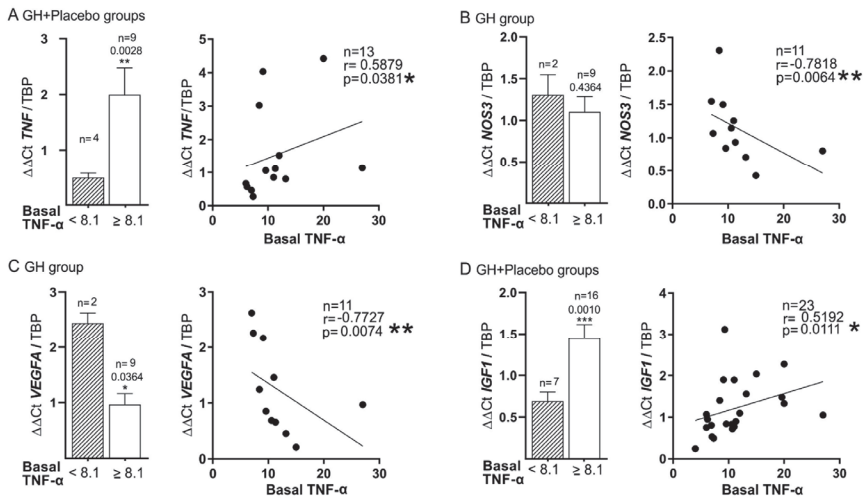 A GH+Placebo groups
ΔΔCt TNF / TBP
3
2
1
n=4
n=9
0.0028
**
Basal
TNF-α
< 8.1
≥ 8.1
ΔΔCt TNF/TBP
5
4
3
2
1
0
0
10
20
30
Basal TNF-α
n=13
r= 0.5879
p=0.0381*
B GH group
ΔΔCt NOS3 / TBP
2.0
1.5
1.0
0.5
n=2
n=9
0.4364
Basal
TNF-α
< 8.1
≥ 8.1
ΔΔCt NOS3 / TBP
2.5
2.0
1.5
1.0
0.5
0.0
0
10
20
30
Basal TNF-α
n=11
r= -0.7818
p=0.0064**
C GH group
ΔΔCt VEGFA / TBP
3
2
1
n=2
n= 9
0.0364
*
Basal
TNF-α
< 8.1
≥ 8.1
ΔΔCt VEGFA / TBP
3
2
1
0
0
10
20
30
Basal TNF-α
n=11
r= -0.7727
p= 0.0074 **
D GH+Placebo groups
ΔΔCt IGF1 / TBP
2.0
1.5
1.0
0.5
n=7
n=16
0.0010
***
Basal
TNF-α
< 8.1
≥ 8.1
ΔΔCt IGF1 / TBP
4
3
2
1
0
0
10
20
30
Basal TNF-α
n=23
r= 0.5192
p= 0.0111 *